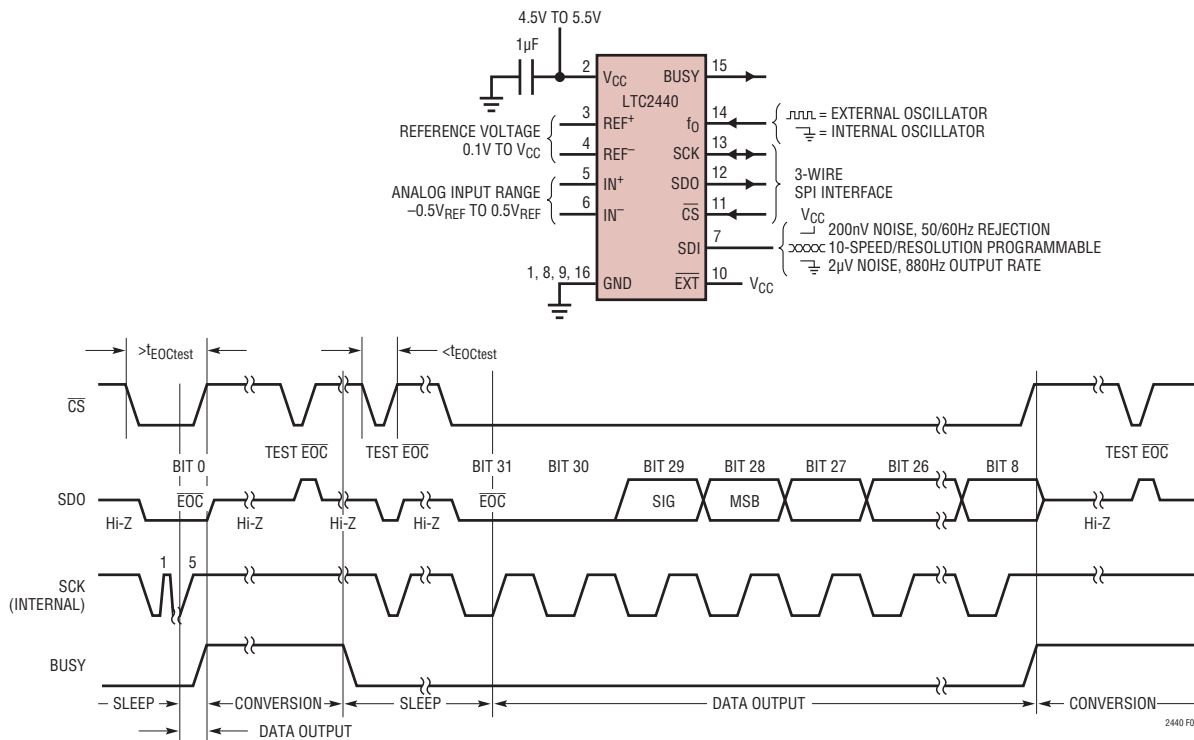 4.5V TO 5.5V
1µF
2 VCC BUSY 15
LTC2440
3 REF+ fO 14
REFERENCE VOLTAGE
0.1V TO VCC
4 REF– SCK 13
= EXTERNAL OSCILLATOR
= INTERNAL OSCILLATOR
5 IN+ SDO 12
3-WIRE
SPI INTERFACE
ANALOG INPUT RANGE
–0.5VREF TO 0.5VREF
6 IN– CS 11
SDI 7
VCC
200nV NOISE, 50/60Hz REJECTION
10-SPEED/RESOLUTION PROGRAMMABLE
2µV NOISE, 880Hz OUTPUT RATE
1, 8, 9, 16 GND EXT 10 VCC
>tEOCtest <tEOCtest
CS
TEST EOC TEST EOC TEST EOC
BIT 0 BIT 31 BIT 30 BIT 29 BIT 28 BIT 27 BIT 26 BIT 8
SDO EOC EOC SIG MSB
Hi-Z Hi-Z Hi-Z Hi-Z Hi-Z
1 5
SCK
(INTERNAL)
BUSY
SLEEP CONVERSION SLEEP DATA OUTPUT CONVERSION
DATA OUTPUT
2440 F0